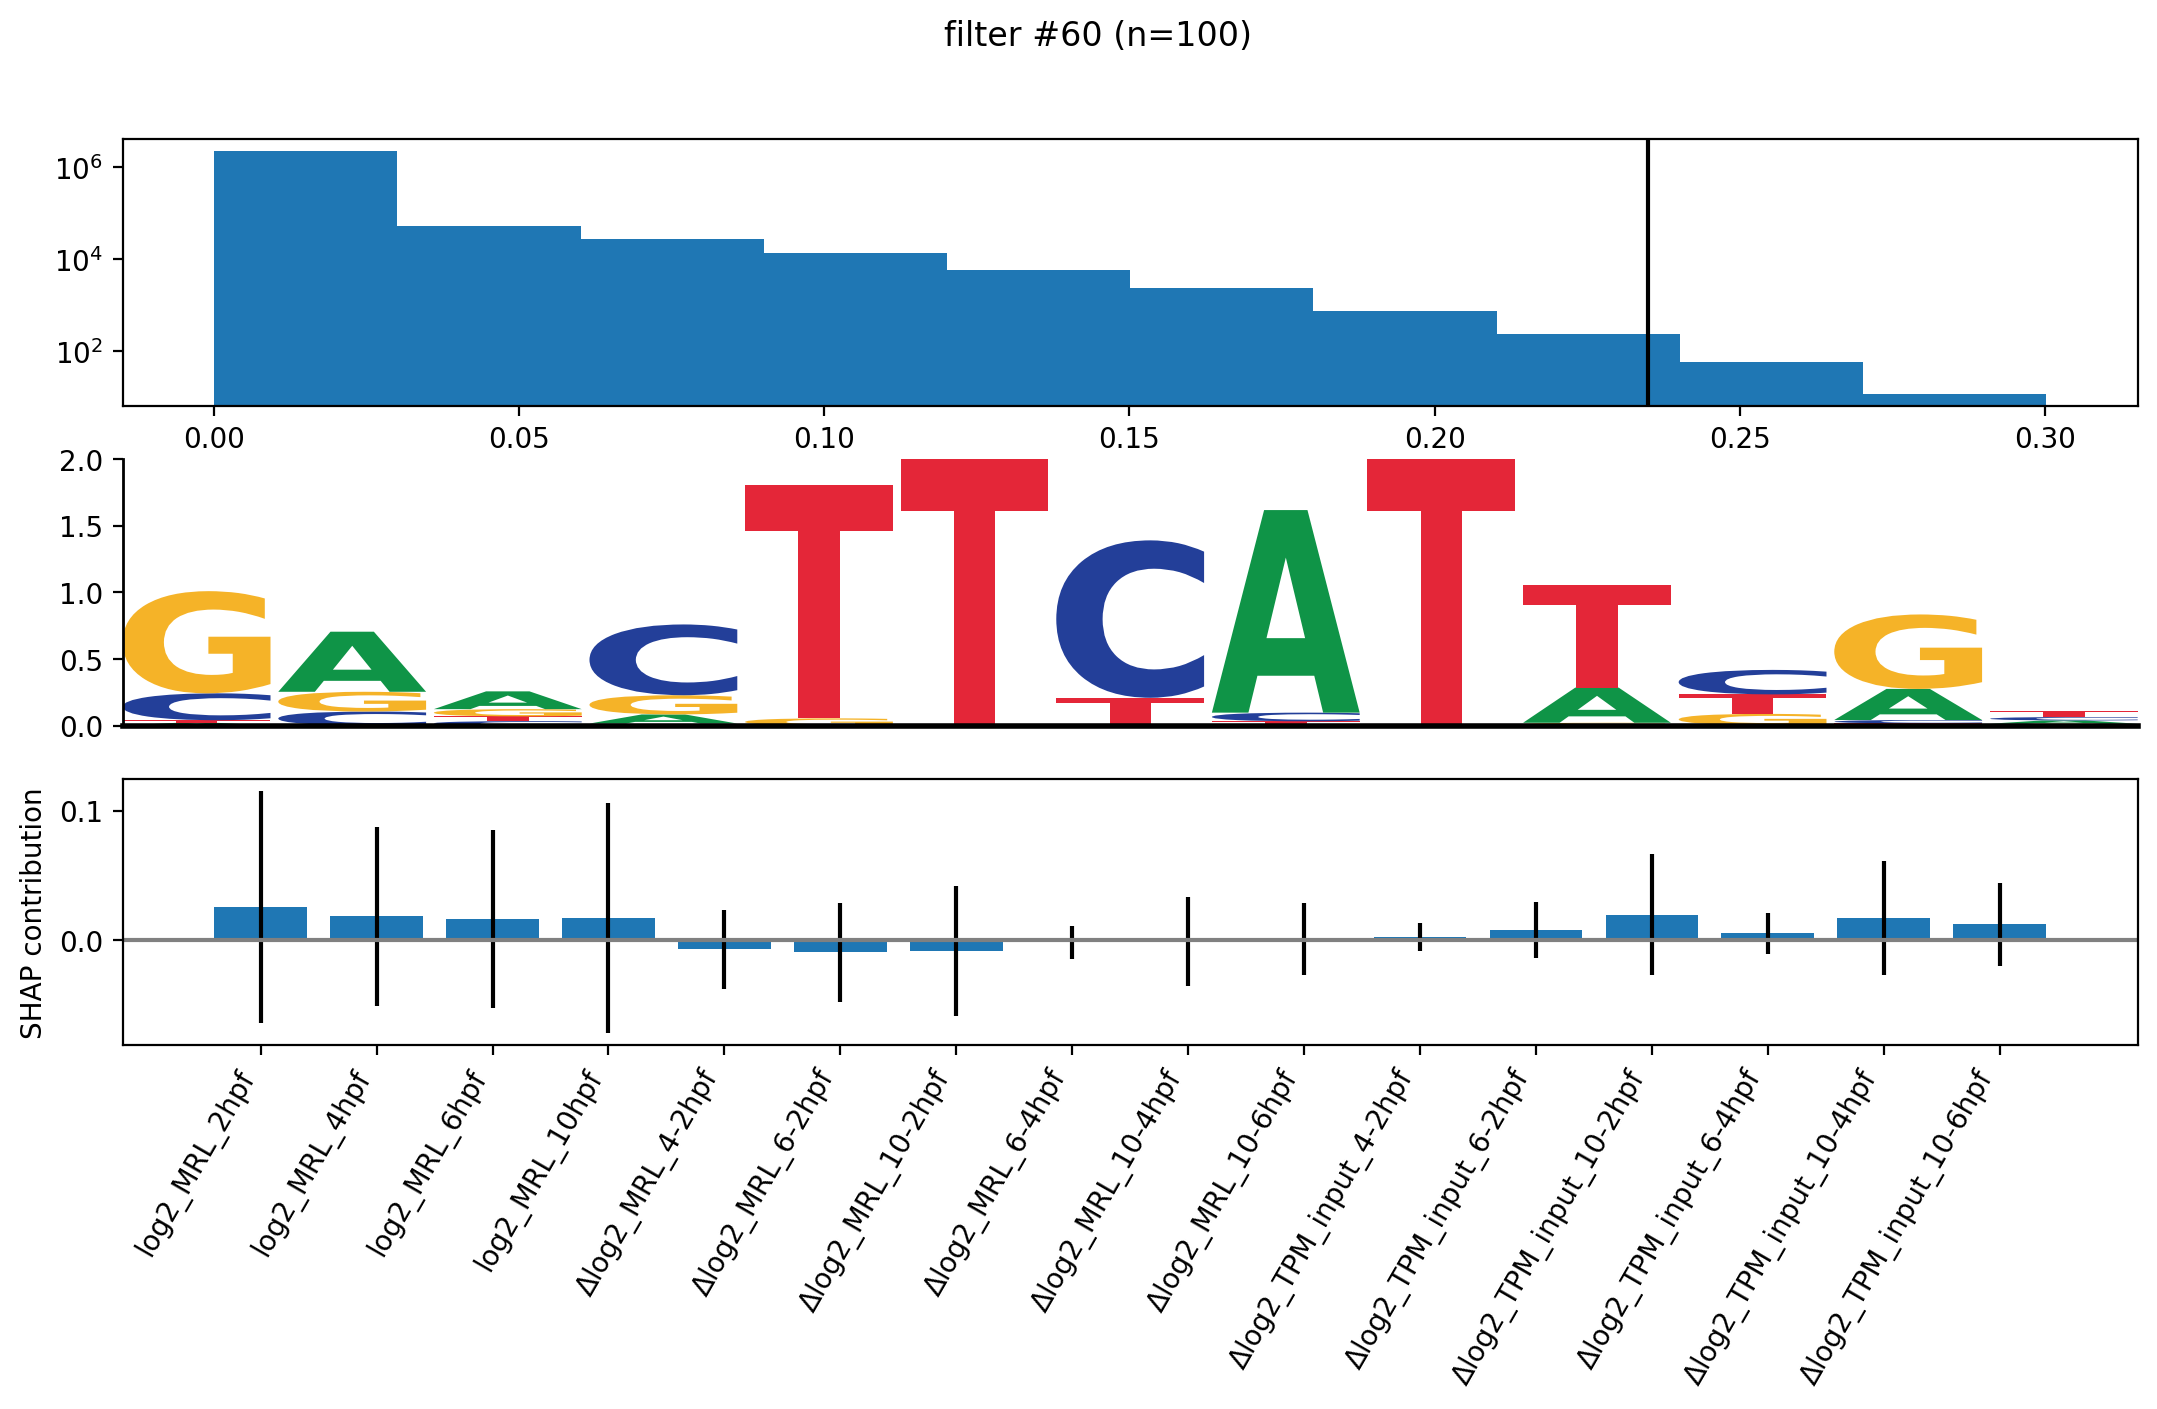 filter #60 (n=100)
10^6
10^4
10^2
0.00 0.05 0.10 0.15 0.20 0.25 0.30
2.0
1.5
1.0
0.5
0.0
G A A C T T C A T T C G T
C G G G G T C A T A
T C T A T T A G C
C A
SHAP contribution
0.1
0.0
log2_MRL_2hpf
log2_MRL_4hpf
log2_MRL_6hpf
log2_MRL_10hpf
Δlog2_MRL_4-2hpf
Δlog2_MRL_6-2hpf
Δlog2_MRL_10-2hpf
Δlog2_MRL_6-4hpf
Δlog2_MRL_10-4hpf
Δlog2_MRL_10-6hpf
Δlog2_TPM_input_4-2hpf
Δlog2_TPM_input_6-2hpf
Δlog2_TPM_input_10-2hpf
Δlog2_TPM_input_6-4hpf
Δlog2_TPM_input_10-4hpf
Δlog2_TPM_input_10-6hpf